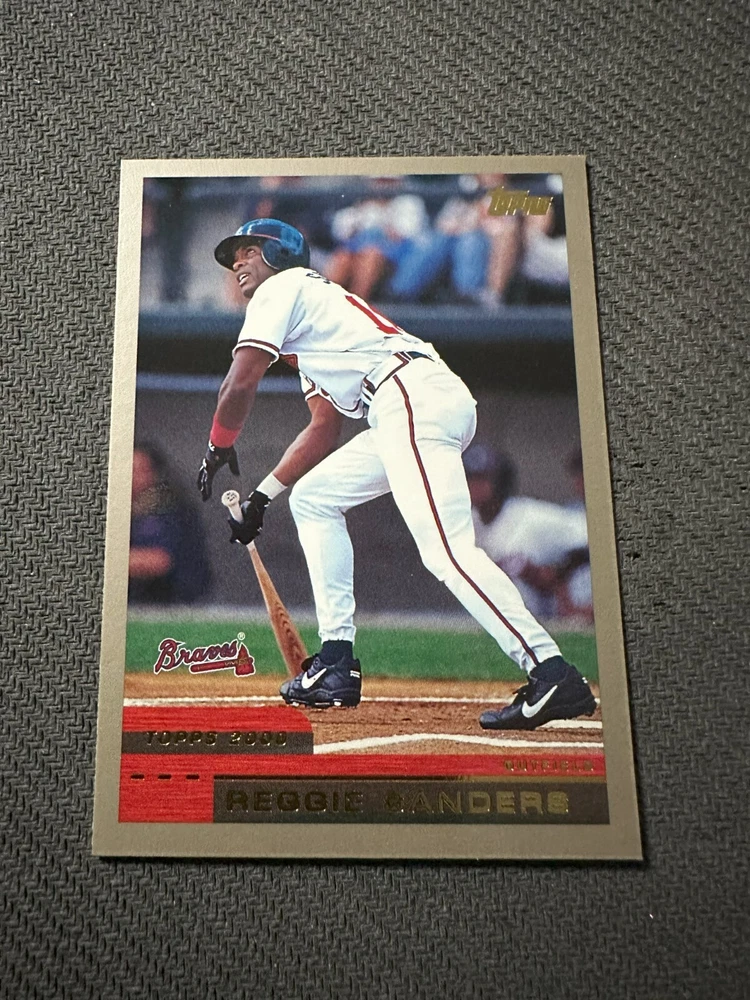 Topps
Braves®
TOPPS 2000
OUTFIELD
REGGIE SANDERS